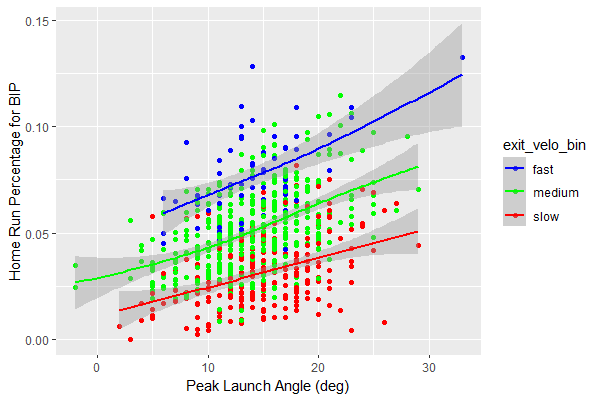 0.15
0.10
0.05
0.00
Home Run Percentage for BIP
0
10
20
30
Peak Launch Angle (deg)
exit_velo_bin
fast
medium
slow